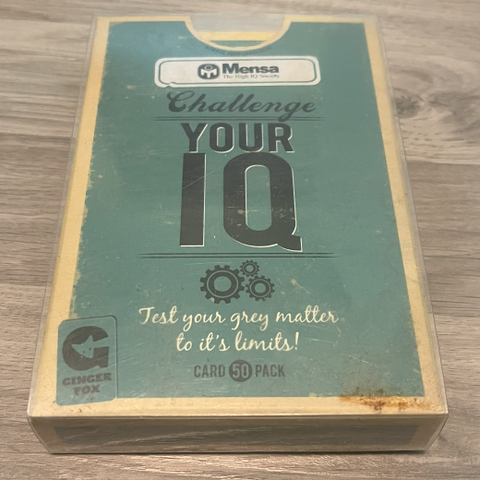 Mensa
The High IQ Society
Challenge
YOUR
IQ
Test your grey matter
to it's limits!
CARD 50 PACK
GINGER
FOX